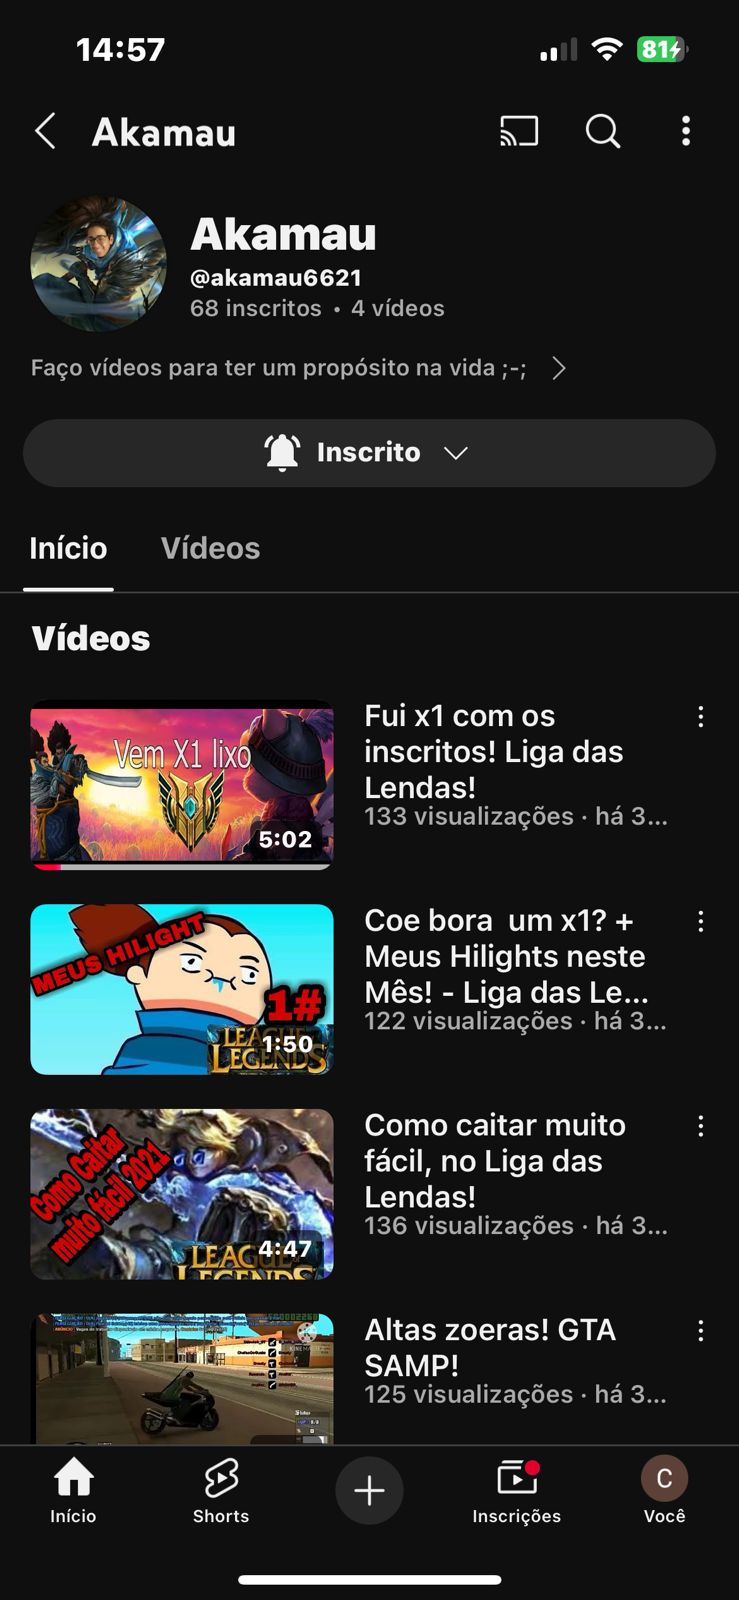 14:57
81
Akamau
Akamau
@akamau6621
68 inscritos • 4 vídeos
Faço vídeos para ter um propósito na vida ;-;
Inscrito
Início
Vídeos
Vídeos
Vem X1 lixo
5:02
Fui x1 com os
inscritos! Liga das
Lendas!
133 visualizações · há 3...
MEUS HILIGHT
1#
LEAGUE
LEGENDS
1:50
Coe bora um x1? +
Meus Hilights neste
Mês! - Liga das Le...
122 visualizações · há 3...
Como Caitar
muito fácil 2021
LEAGUE
LEGENDS
4:47
Como caitar muito
fácil, no Liga das
Lendas!
136 visualizações · há 3...
Altas zoeras! GTA
SAMP!
125 visualizações · há 3...
Início
Shorts
Inscrições
C
Você